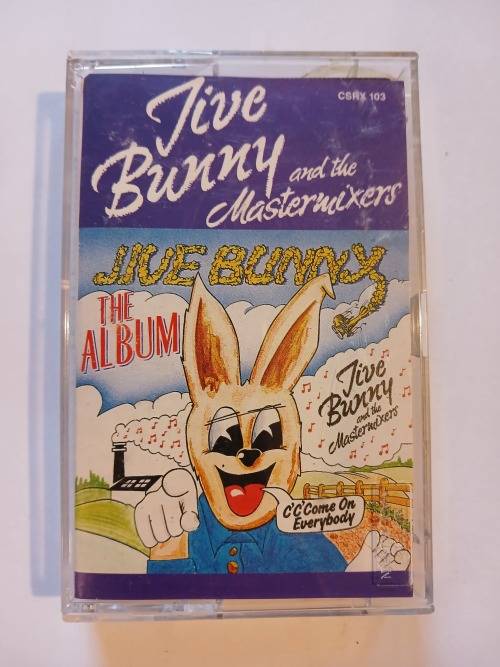 CSRX 103
Jive
Bunny and the
Mastermixers
JIVE BUNNY
THE
ALBUM
Jive
Bunny
and the
Mastermixers
C'C'Come On
Everybody